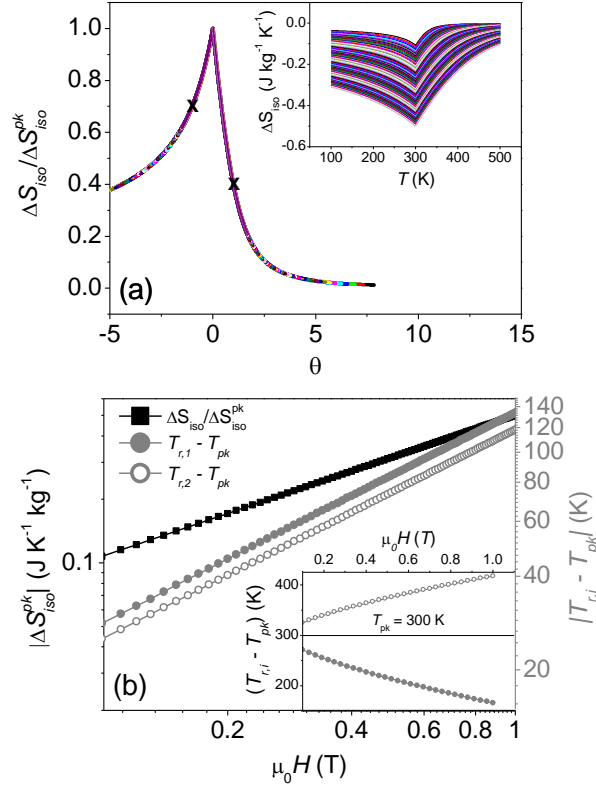 1.0
0.8
0.6
0.4
0.2
0.0
ΔS_iso/ΔS_iso^pk
-5
0
5
10
15
θ
(a)
x
x
0.0
-0.2
-0.4
-0.6
ΔS_iso (J kg⁻¹ K⁻¹)
100
200
300
400
500
T (K)
ΔS_iso/ΔS_iso^pk
T_r,1 - T_pk
T_r,2 - T_pk
0.1
|ΔS_iso^pk| (J K⁻¹ kg⁻¹)
0.2
0.4
0.6
0.8
1
μ₀H (T)
(b)
140
120
100
80
60
40
20
|T_r,i - T_pk| (K)
μ₀H (T)
0.2
0.4
0.6
0.8
1.0
400
300
200
(T_r,i - T_pk) (K)
T_pk = 300 K